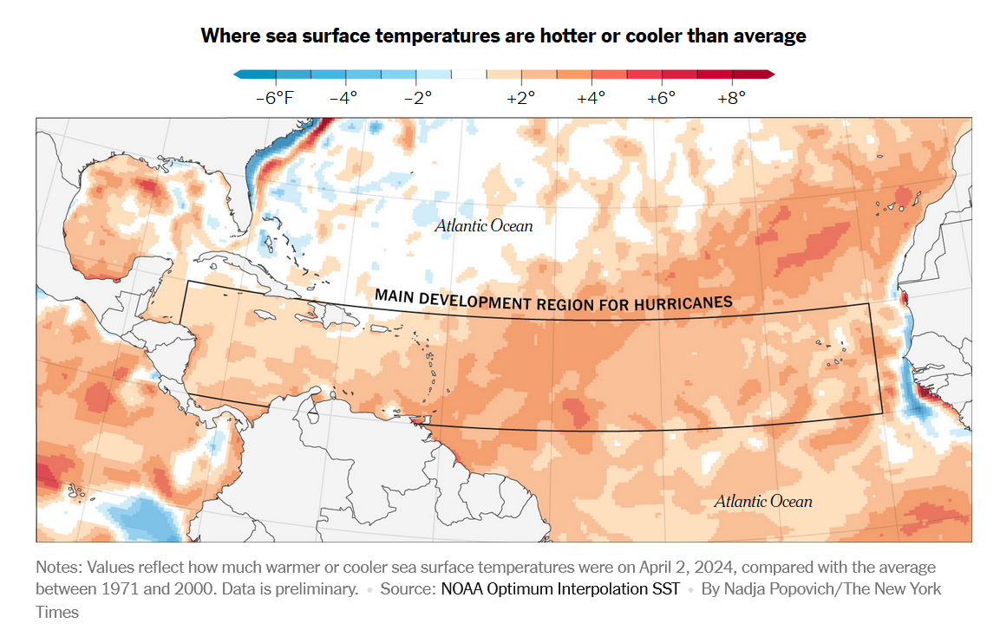 Where sea surface temperatures are hotter or cooler than average
−6°F −4° −2° +2° +4° +6° +8°
Atlantic Ocean
MAIN DEVELOPMENT REGION FOR HURRICANES
Atlantic Ocean
Notes: Values reflect how much warmer or cooler sea surface temperatures were on April 2, 2024, compared with the average
between 1971 and 2000. Data is preliminary. • Source: NOAA Optimum Interpolation SST • By Nadja Popovich/The New York
Times